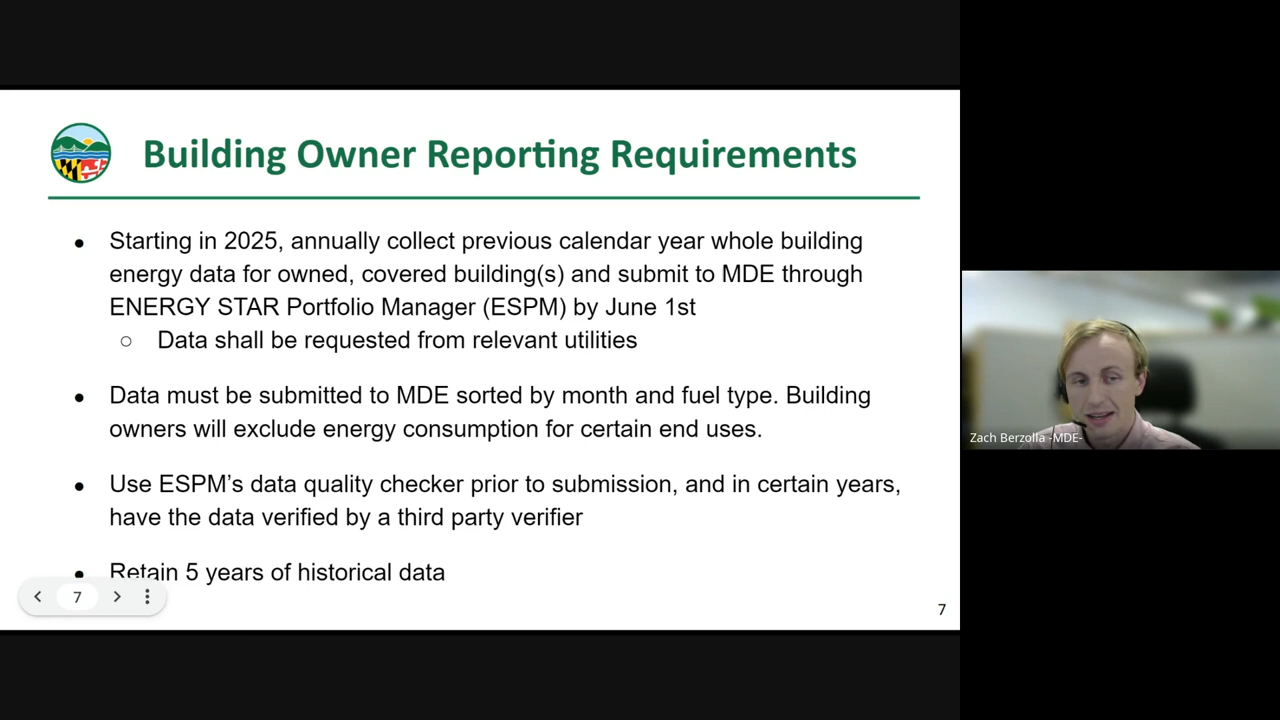 Building Owner Reporting Requirements
● Starting in 2025, annually collect previous calendar year whole building
energy data for owned, covered building(s) and submit to MDE through
ENERGY STAR Portfolio Manager (ESPM) by June 1st
○ Data shall be requested from relevant utilities
● Data must be submitted to MDE sorted by month and fuel type. Building
owners will exclude energy consumption for certain end uses.
● Use ESPM’s data quality checker prior to submission, and in certain years,
have the data verified by a third party verifier
● Retain 5 years of historical data
7
7
Zach Berzolla -MDE-